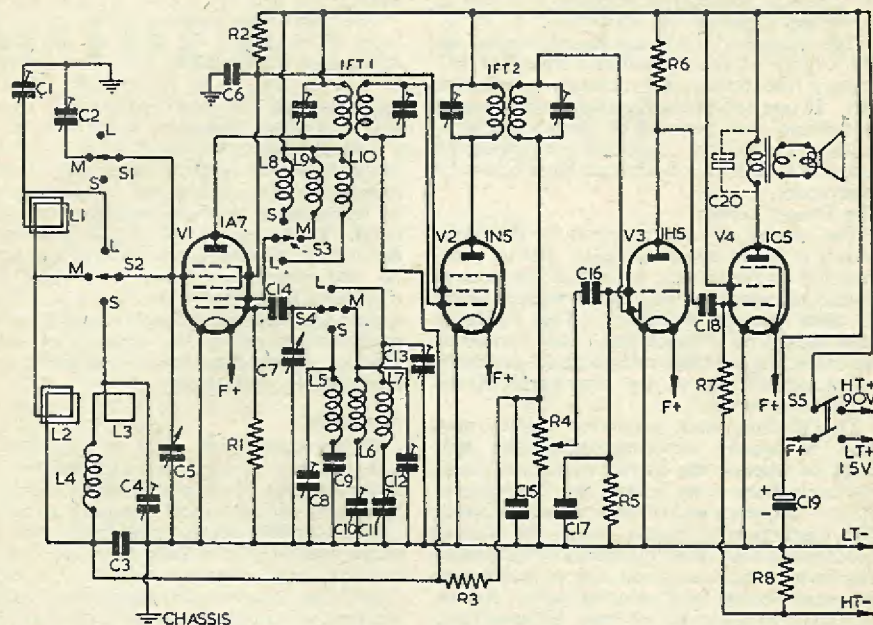 R2
1FT1
1FT2
R6
C1
C2
C6
L
M
S1
S
L8
L9
L10
C20
L1
L
V1
1A7
S
M
S3
L
V2
1N5
V3
1H5
V4
1C5
M
S2
C14
C16
S
S4
L
M
S
C18
C7
C13
L5
L7
F+
F+
F+
F+
R7
S5
HT+
90V
L2
L3
R1
L6
R4
F+
LT+
1.5V
L4
C4
C5
C8
C9
C12
C15
C17
R5
C19
+
-
C3
C10
C11
LT-
R3
R8
HT-
CHASSIS